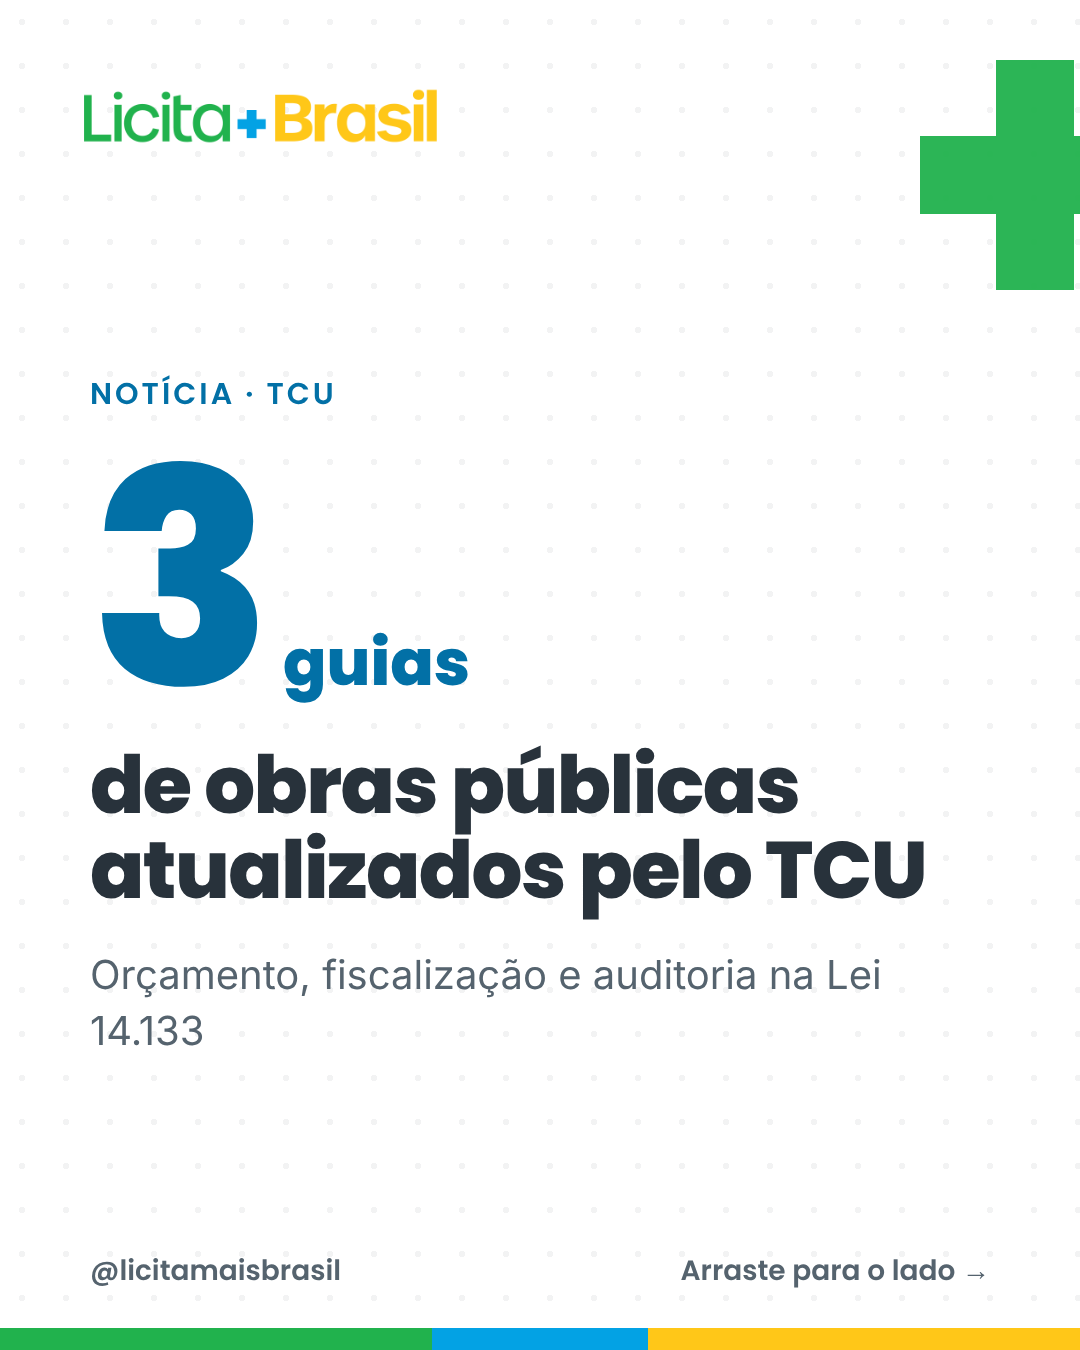 Licita+Brasil
NOTÍCIA · TCU
3 guias
de obras públicas
atualizados pelo TCU
Orçamento, fiscalização e auditoria na Lei
14.133
@licitamaisbrasil
Arraste para o lado →